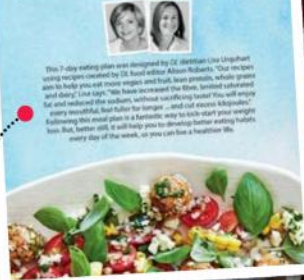 This 7-day eating plan was designed by DL dietitian Lisa Urquhart
using recipes created by DL food editor Alison Roberts. "Our recipes
aim to help you eat more vegies and fruit, lean protein, whole grains
and dairy," Lisa says. "We have increased the fibre, limited saturated
fat and reduced the sodium, without sacrificing taste! You will enjoy
every mouthful, feel fuller for longer ... and cut excess kilojoules."
Following this meal plan is a fantastic way to kick-start your weight
loss. But, better still, it will help you to develop better eating habits
every day of the week, so you can live a healthier life.